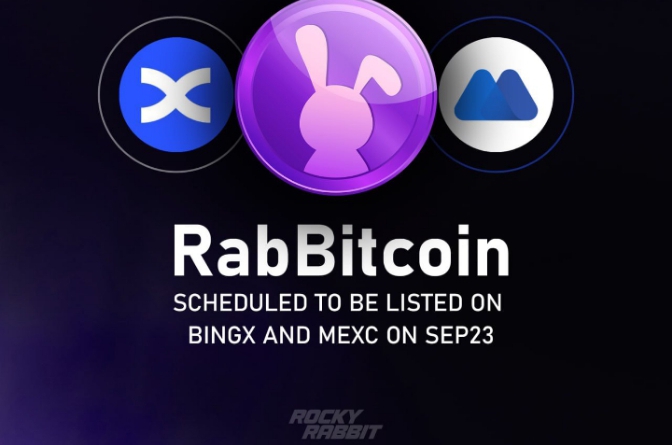 RabBitcoin
SCHEDULED TO BE LISTED ON
BINGX AND MEXC ON SEP23
ROCKY
RABBIT